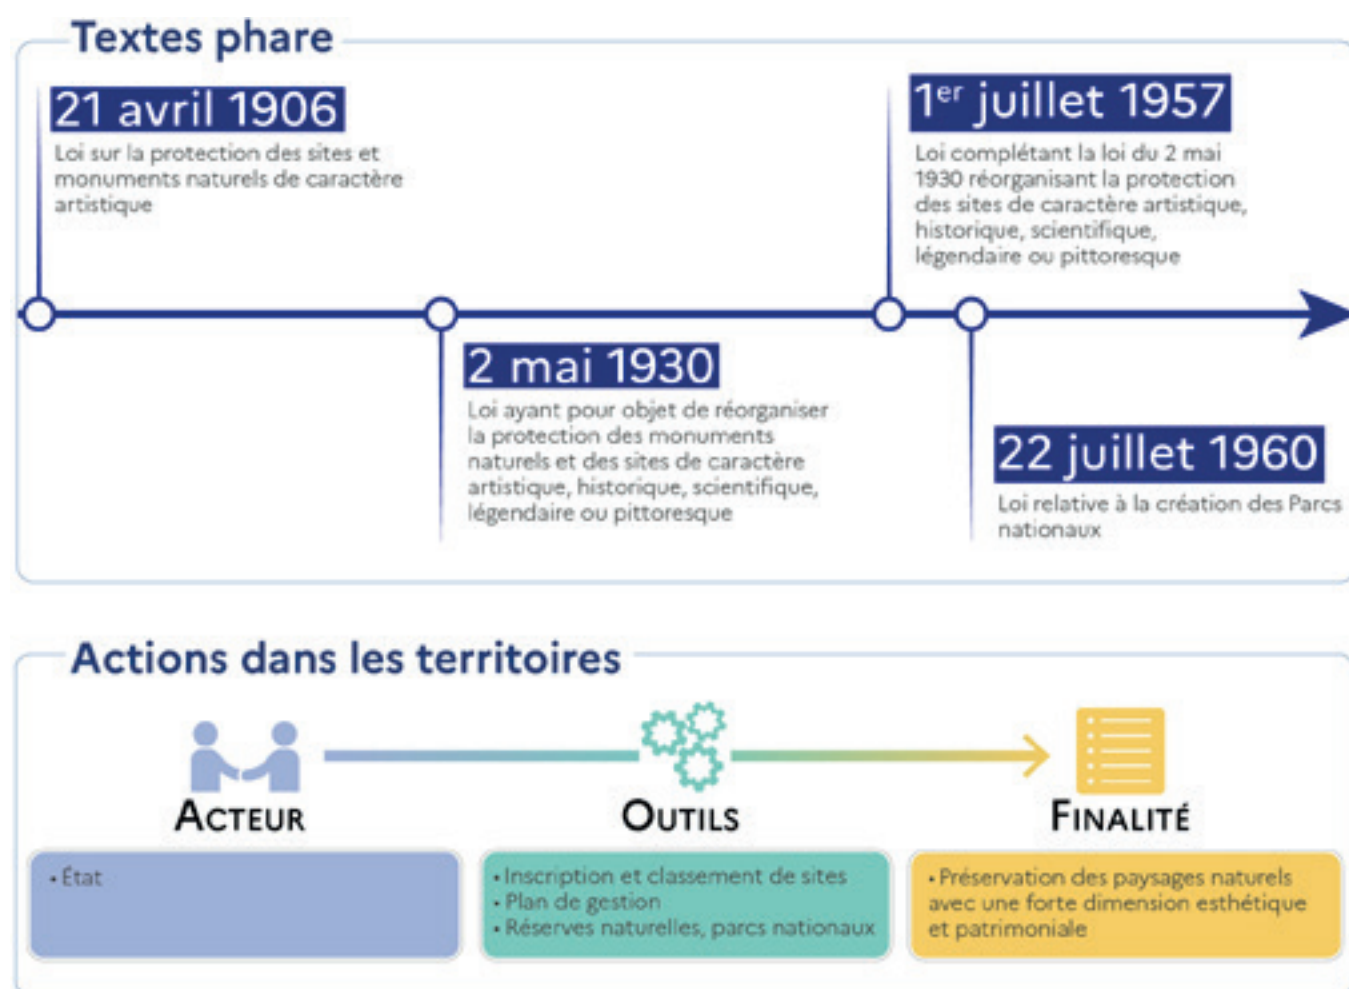 Textes phare
21 avril 1906
Loi sur la protection des sites et
monuments naturels de caractère
artistique
1er juillet 1957
Loi complétant la loi du 2 mai
1930 réorganisant la protection
des sites de caractère artistique,
historique, scientifique,
légendaire ou pittoresque
2 mai 1930
Loi ayant pour objet de réorganiser
la protection des monuments
naturels et des sites de caractère
artistique, historique, scientifique,
légendaire ou pittoresque
22 juillet 1960
Loi relative à la création des Parcs
nationaux
Actions dans les territoires
ACTEUR
• État
OUTILS
• Inscription et classement de sites
• Plan de gestion
• Réserves naturelles, parcs nationaux
FINALITÉ
• Préservation des paysages naturels
avec une forte dimension esthétique
et patrimoniale